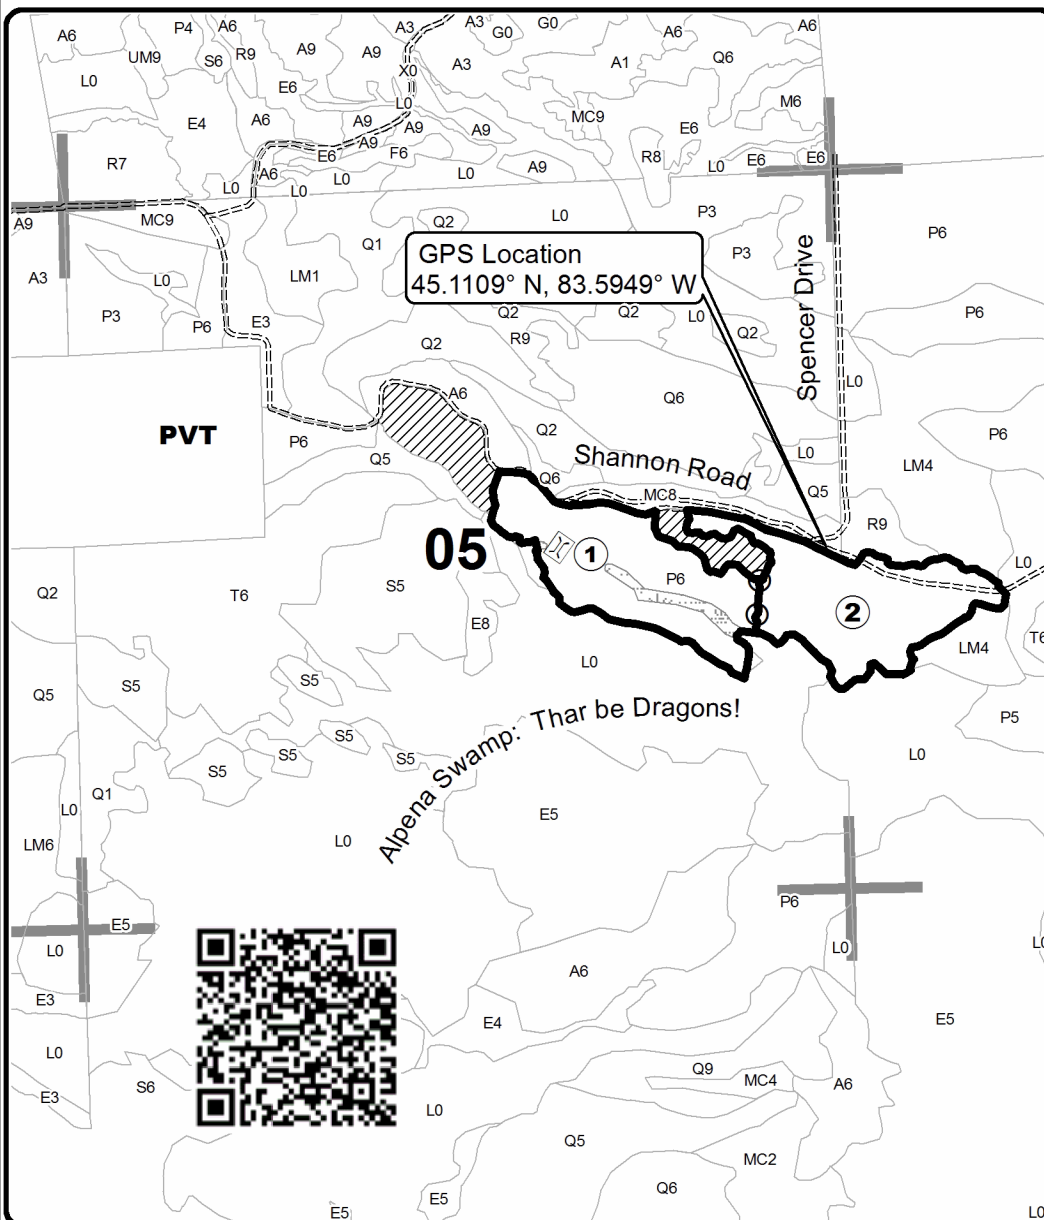 A6
P4
A6
A3
A3
G0
G0
A6
A6
UM9
S6
R9
A9
A9
A3
A1
Q6
L0
X0
E6
L0
M6
E4
A6
A9
A9
A9
A9
MC9
E6
R7
E6
F6
A9
R8
L0
E6
E6
A6
L0
L0
L0
L0
A9
MC9
Q2
L0
P3
P6
Q1
P3
A3
L0
LM1
GPS Location
45.1109° N, 83.5949° W
Spencer Drive
P3
P6
E3
Q2
Q2
L0
Q2
P6
R9
Q2
L0
A6
Q6
PVT
P6
Q2
P6
Q5
Shannon Road
L0
LM4
Q6
MC8
Q5
R9
05
1
P6
L0
Q2
T6
S5
2
E8
T6
L0
LM4
Q5
S5
S5
P5
Alpena Swamp: Thar be Dragons!
S5
S5
S5
S5
L0
Q1
L0
E5
LM6
L0
P6
E5
L0
L0
L0
A6
E3
E4
E5
L0
Q9
MC4
A6
S6
E3
L0
Q5
MC2
Q6
E5
E5
L0